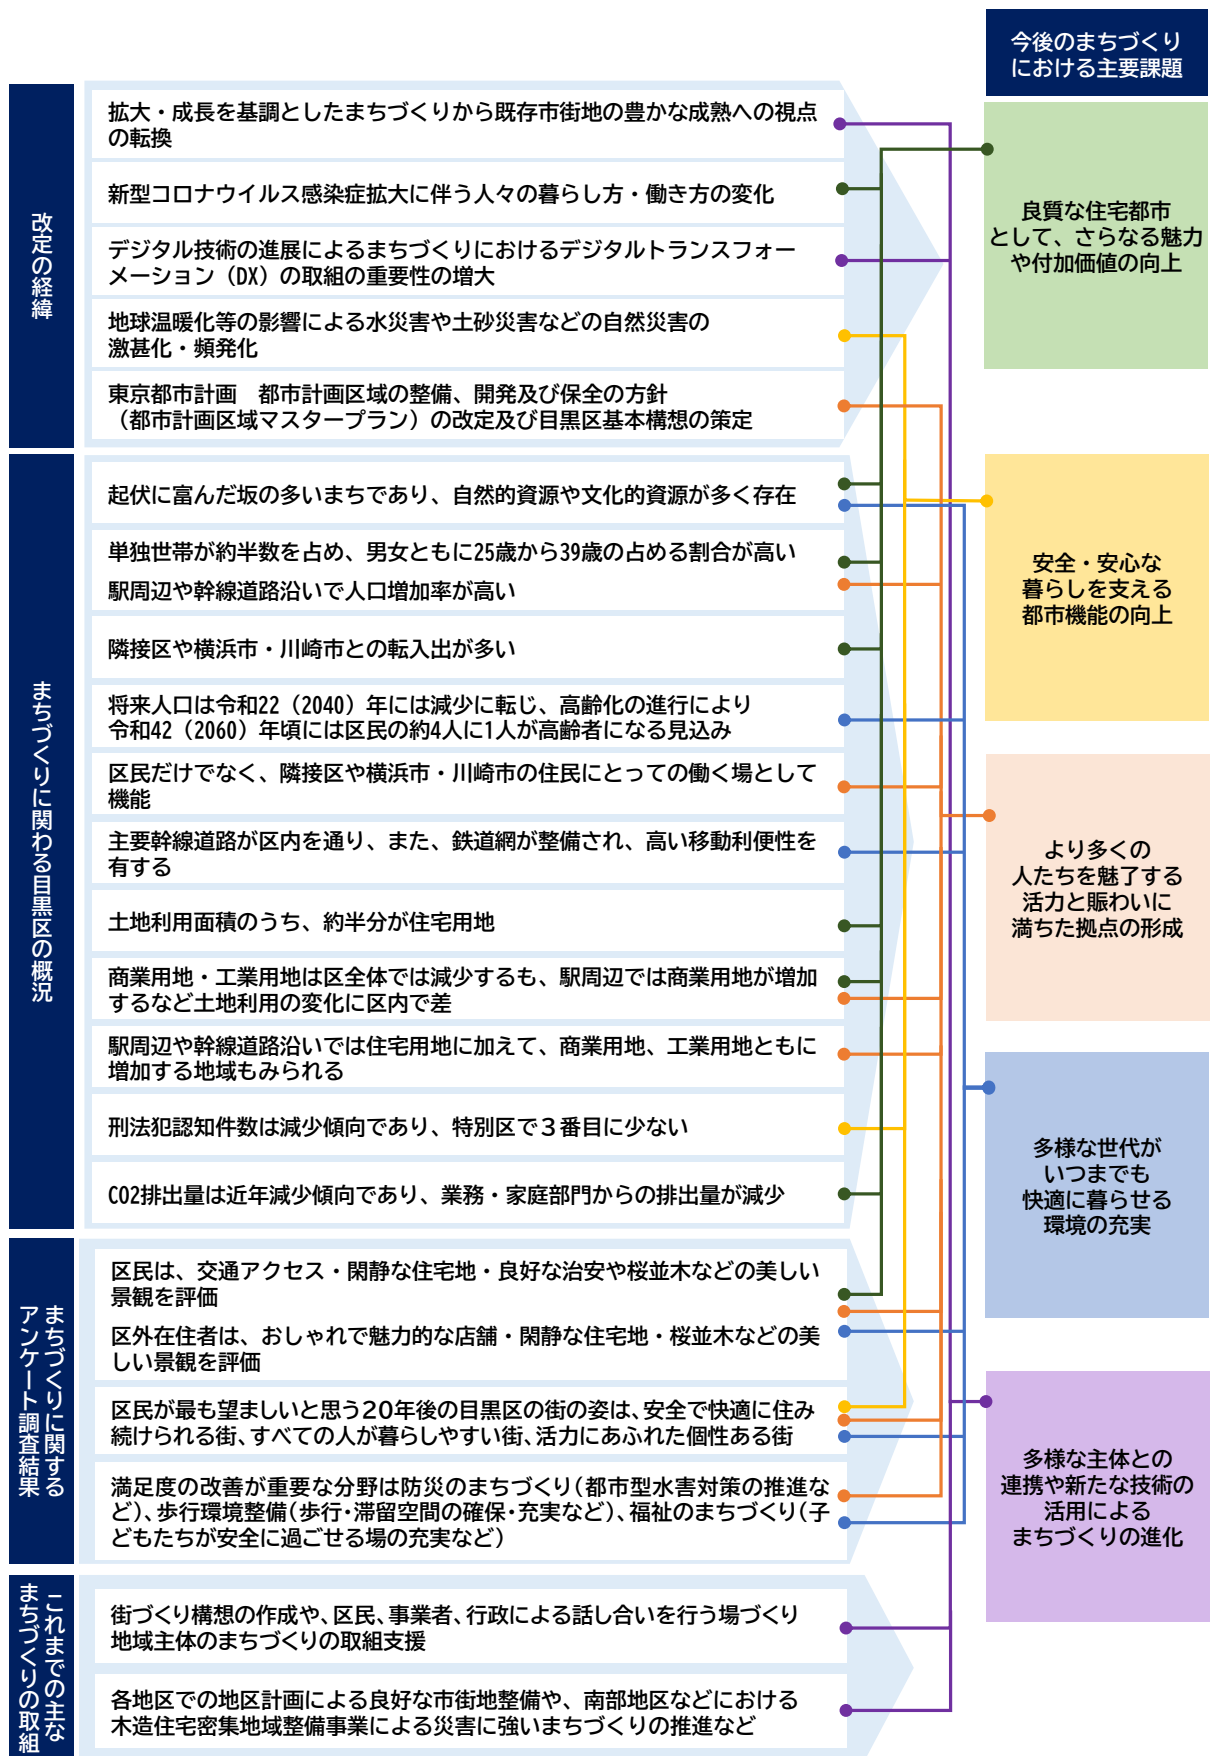 今後のまちづくり
における主要課題
改定の経緯
拡大・成長を基調としたまちづくりから既存市街地の豊かな成熟への視点
の転換
新型コロナウイルス感染症拡大に伴う人々の暮らし方・働き方の変化
デジタル技術の進展によるまちづくりにおけるデジタルトランスフォー
メーション（DX）の取組の重要性の増大
地球温暖化等の影響による水災害や土砂災害などの自然災害の
激甚化・頻発化
東京都市計画　都市計画区域の整備、開発及び保全の方針
（都市計画区域マスタープラン）の改定及び目黒区基本構想の策定
まちづくりに関わる目黒区の概況
起伏に富んだ坂の多いまちであり、自然的資源や文化的資源が多く存在
単独世帯が約半数を占め、男女ともに25歳から39歳の占める割合が高い
駅周辺や幹線道路沿いで人口増加率が高い
隣接区や横浜市・川崎市との転入出が多い
将来人口は令和22（2040）年には減少に転じ、高齢化の進行により
令和42（2060）年頃には区民の約4人に1人が高齢者になる見込み
区民だけでなく、隣接区や横浜市・川崎市の住民にとっての働く場として
機能
主要幹線道路が区内を通り、また、鉄道網が整備され、高い移動利便性を
有する
土地利用面積のうち、約半分が住宅用地
商業用地・工業用地は区全体では減少するも、駅周辺では商業用地が増加
するなど土地利用の変化に区内で差
駅周辺や幹線道路沿いでは住宅用地に加えて、商業用地、工業用地ともに
増加する地域もみられる
刑法犯認知件数は減少傾向であり、特別区で３番目に少ない
CO2排出量は近年減少傾向であり、業務・家庭部門からの排出量が減少
まちづくりに関する
アンケート調査結果
区民は、交通アクセス・閑静な住宅地・良好な治安や桜並木などの美しい
景観を評価
区外在住者は、おしゃれで魅力的な店舗・閑静な住宅地・桜並木などの美
しい景観を評価
区民が最も望ましいと思う20年後の目黒区の街の姿は、安全で快適に住み
続けられる街、すべての人が暮らしやすい街、活力にあふれた個性ある街
満足度の改善が重要な分野は防災のまちづくり（都市型水害対策の推進な
ど）、歩行環境整備（歩行・滞留空間の確保・充実など）、福祉のまちづくり（子
どもたちが安全に過ごせる場の充実など）
これまでの主な
まちづくりの取組
街づくり構想の作成や、区民、事業者、行政による話し合いを行う場づくり
地域主体のまちづくりの取組支援
各地区での地区計画による良好な市街地整備や、南部地区などにおける
木造住宅密集地域整備事業による災害に強いまちづくりの推進など
良質な住宅都市
として、さらなる魅力
や付加価値の向上
安全・安心な
暮らしを支える
都市機能の向上
より多くの
人たちを魅了する
活力と賑わいに
満ちた拠点の形成
多様な世代が
いつまでも
快適に暮らせる
環境の充実
多様な主体との
連携や新たな技術の
活用による
まちづくりの進化